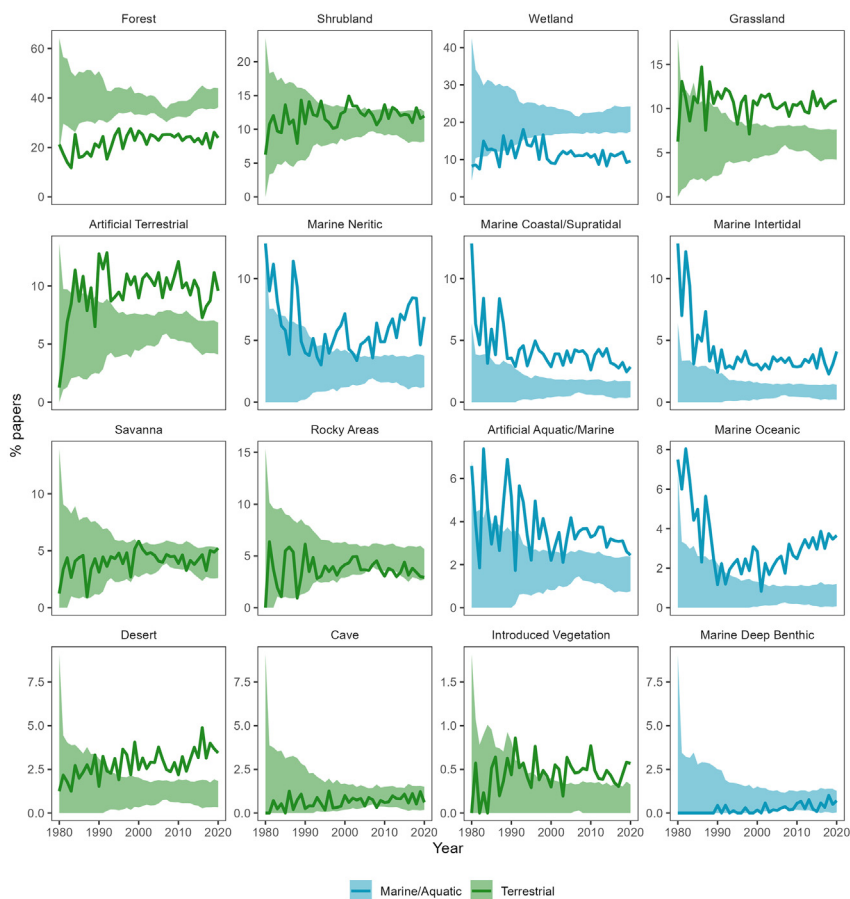 Forest
Shrubland
Wetland
Grassland
60
40
20
0
20
15
10
5
0
40
30
20
10
0
15
10
5
0
Artificial Terrestrial
Marine Neritic
Marine Coastal/Supratidal
Marine Intertidal
10
5
0
10
5
0
10
5
0
10
5
0
% papers
Savanna
Rocky Areas
Artificial Aquatic/Marine
Marine Oceanic
10
5
0
15
10
5
0
6
4
2
0
8
6
4
2
0
Desert
Cave
Introduced Vegetation
Marine Deep Benthic
7.5
5.0
2.5
0.0
7.5
5.0
2.5
0.0
1.5
1.0
0.5
0.0
7.5
5.0
2.5
0.0
1980 1990 2000 2010 2020
1980 1990 2000 2010 2020
1980 1990 2000 2010 2020
1980 1990 2000 2010 2020
Year
Marine/Aquatic
Terrestrial